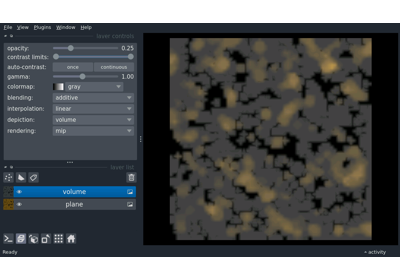 File View Plugins Window Help
layer controls
opacity: 0.25
contrast limits:
auto-contrast: once continuous
gamma: 1.00
colormap: gray
blending: additive
interpolation: linear
depiction: volume
rendering: mip
layer list
volume
plane
Ready
activity